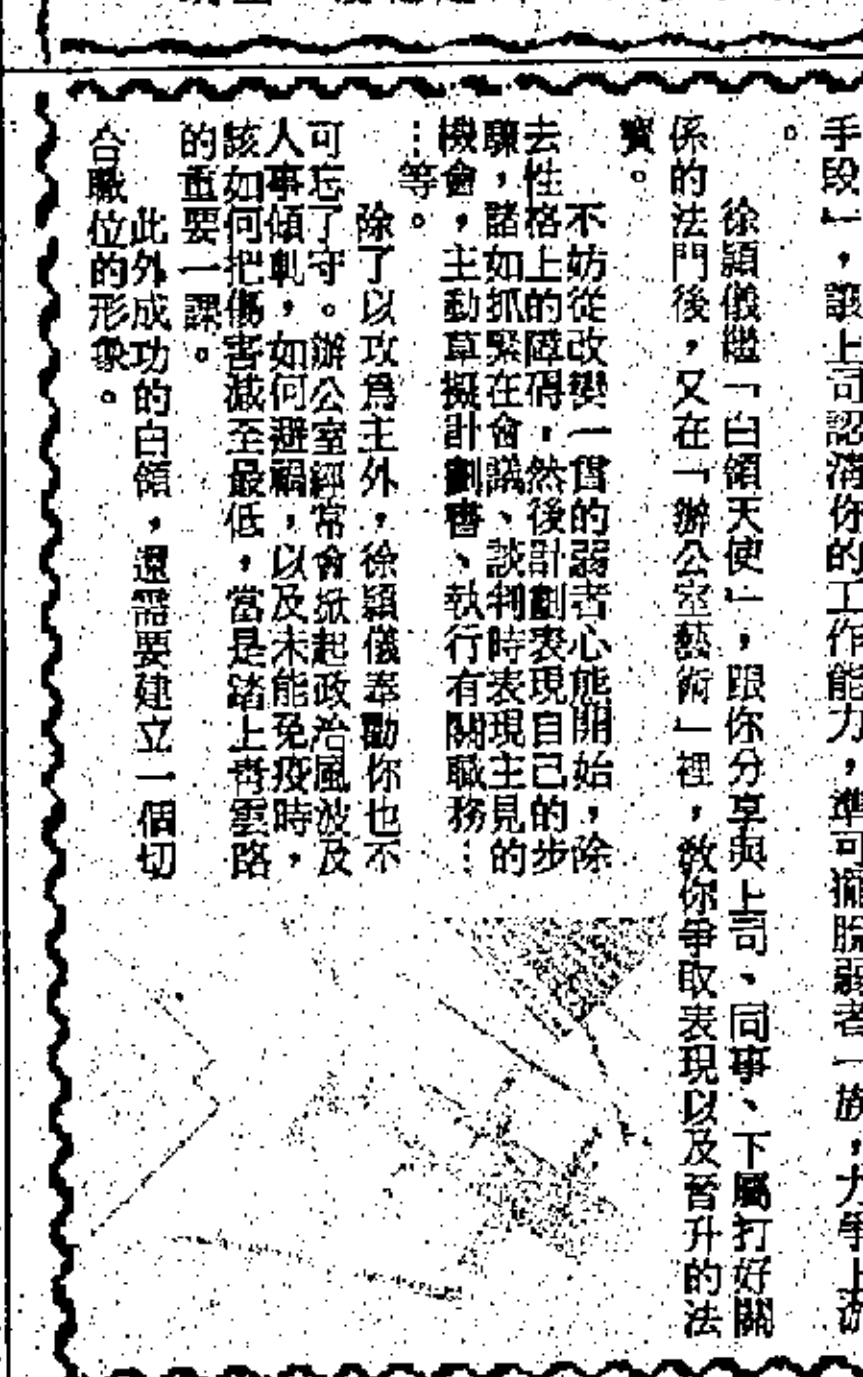 手段」，讓上司認清你的工作能力，準可擺脫弱者一族，力爭上游
。
徐穎儀繼「白領天使」，跟你分享與上司、同事、下屬打好關
係的法門後，又在「辦公室藝術」裡，教你爭取表現以及晉升的法
寶。
不妨從改變一貫的弱者心態開始，除
去性格上的障碍，然後計劃表現自己的步
驟，諸如抓緊在會議、談判時表現主見的
機會，主動草擬計劃書、執行有關職務…
…等。
除了以攻爲主外，徐穎儀奉勸你也不
可忘了守。辦公室經常會掀起政治風波及
人事傾軋，如何避禍，以及未能免疫時，
該如何把傷害減至最低，當是踏上青雲路
的重要一課。
此外成功的白領，還需要建立一個切
合職位的形象。